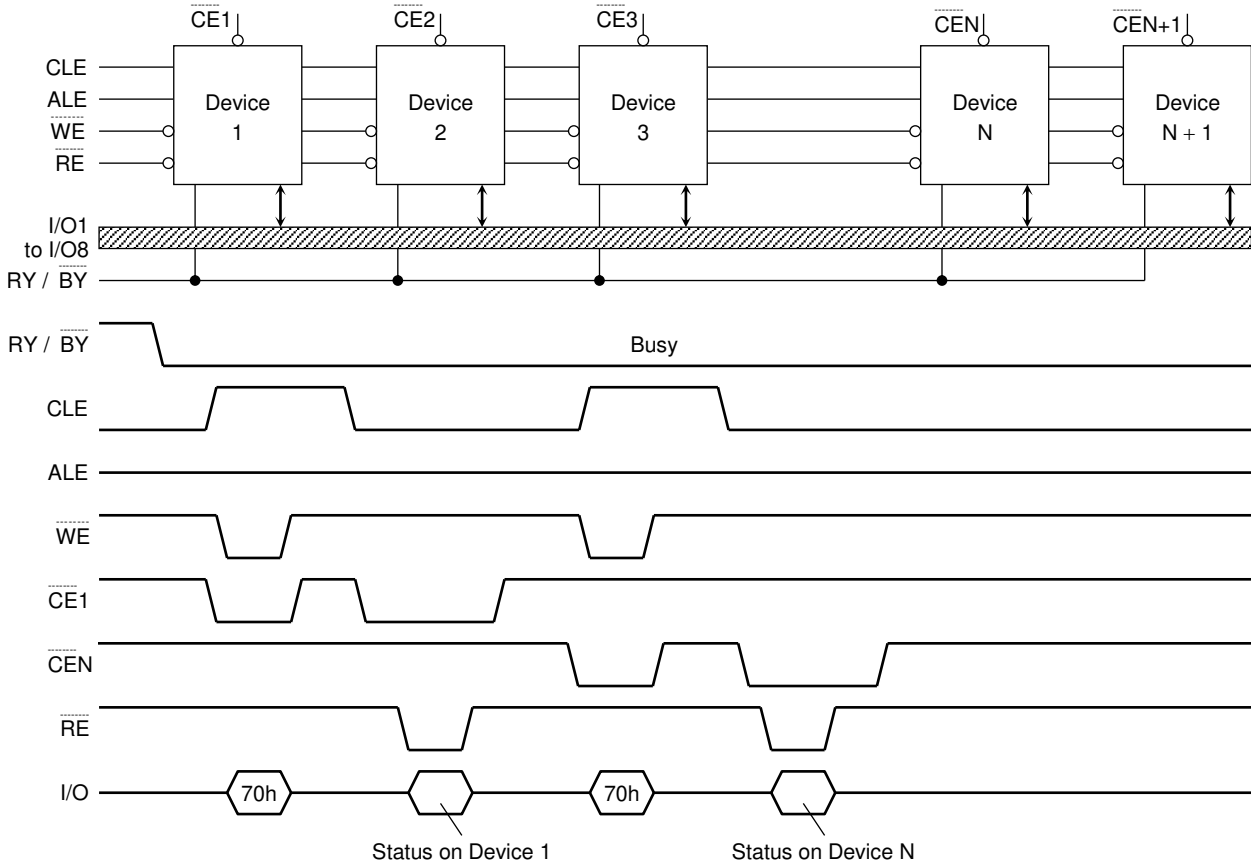 CE1 CE2 CE3 CEN CEN+1
CLE
ALE
WE
RE
Device 1
Device 2
Device 3
Device N
Device N + 1
I/O1
to I/O8
RY / BY
RY / BY Busy
CLE
ALE
WE
CE1
CEN
RE
I/O 70h 70h
Status on Device 1 Status on Device N